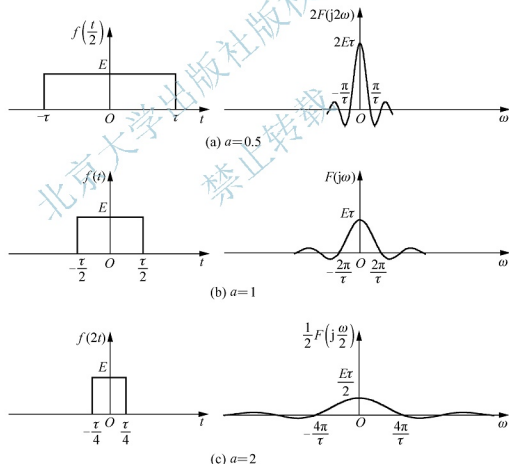 f(t/2)
2F(j2ω)
E
2Eτ
-τ O τ t
-π/τ O π/τ ω
(a) a=0.5
f(t)
F(jω)
E
Eτ
-τ/2 O τ/2 t
-2π/τ O 2π/τ ω
(b) a=1
f(2t)
1/2 F(j ω/2)
E
Eτ/2
-τ/4 O τ/4 t
-4π/τ O 4π/τ ω
(c) a=2
北京大学出版社版权
禁止转载